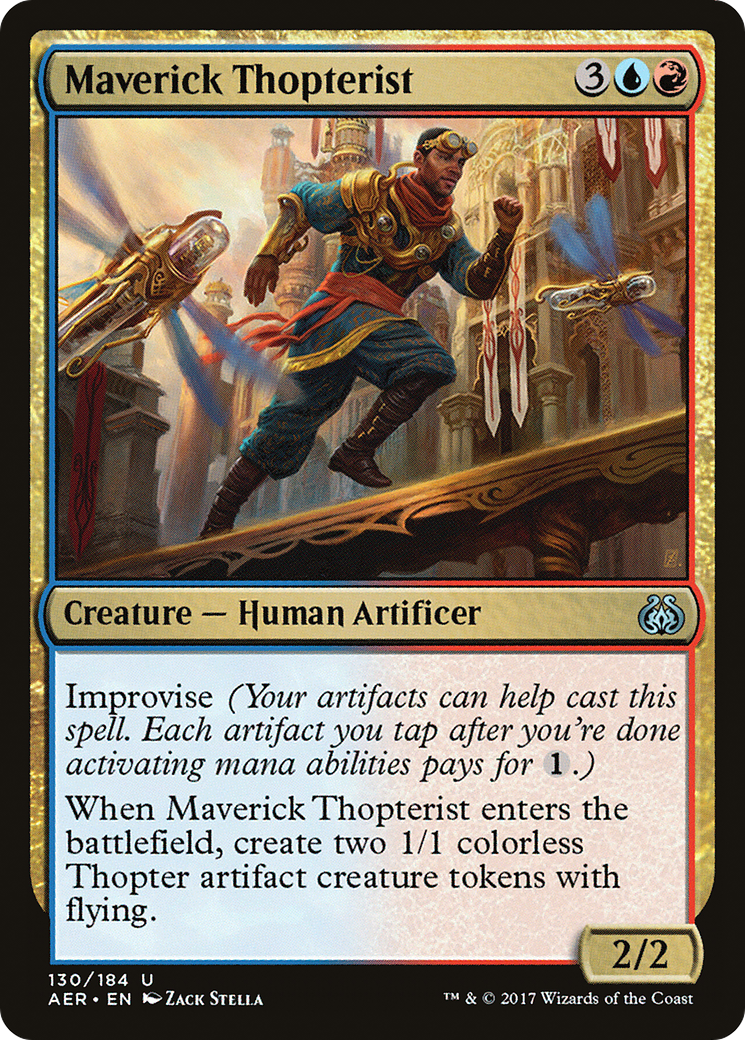 Maverick Thopterist
3
Creature — Human Artificer
Improvise (Your artifacts can help cast this
spell. Each artifact you tap after you're done
activating mana abilities pays for 1.)
When Maverick Thopterist enters the
battlefield, create two 1/1 colorless
Thopter artifact creature tokens with
flying.
2/2
130/184 U
AER • EN Zack Stella
™ & © 2017 Wizards of the Coast